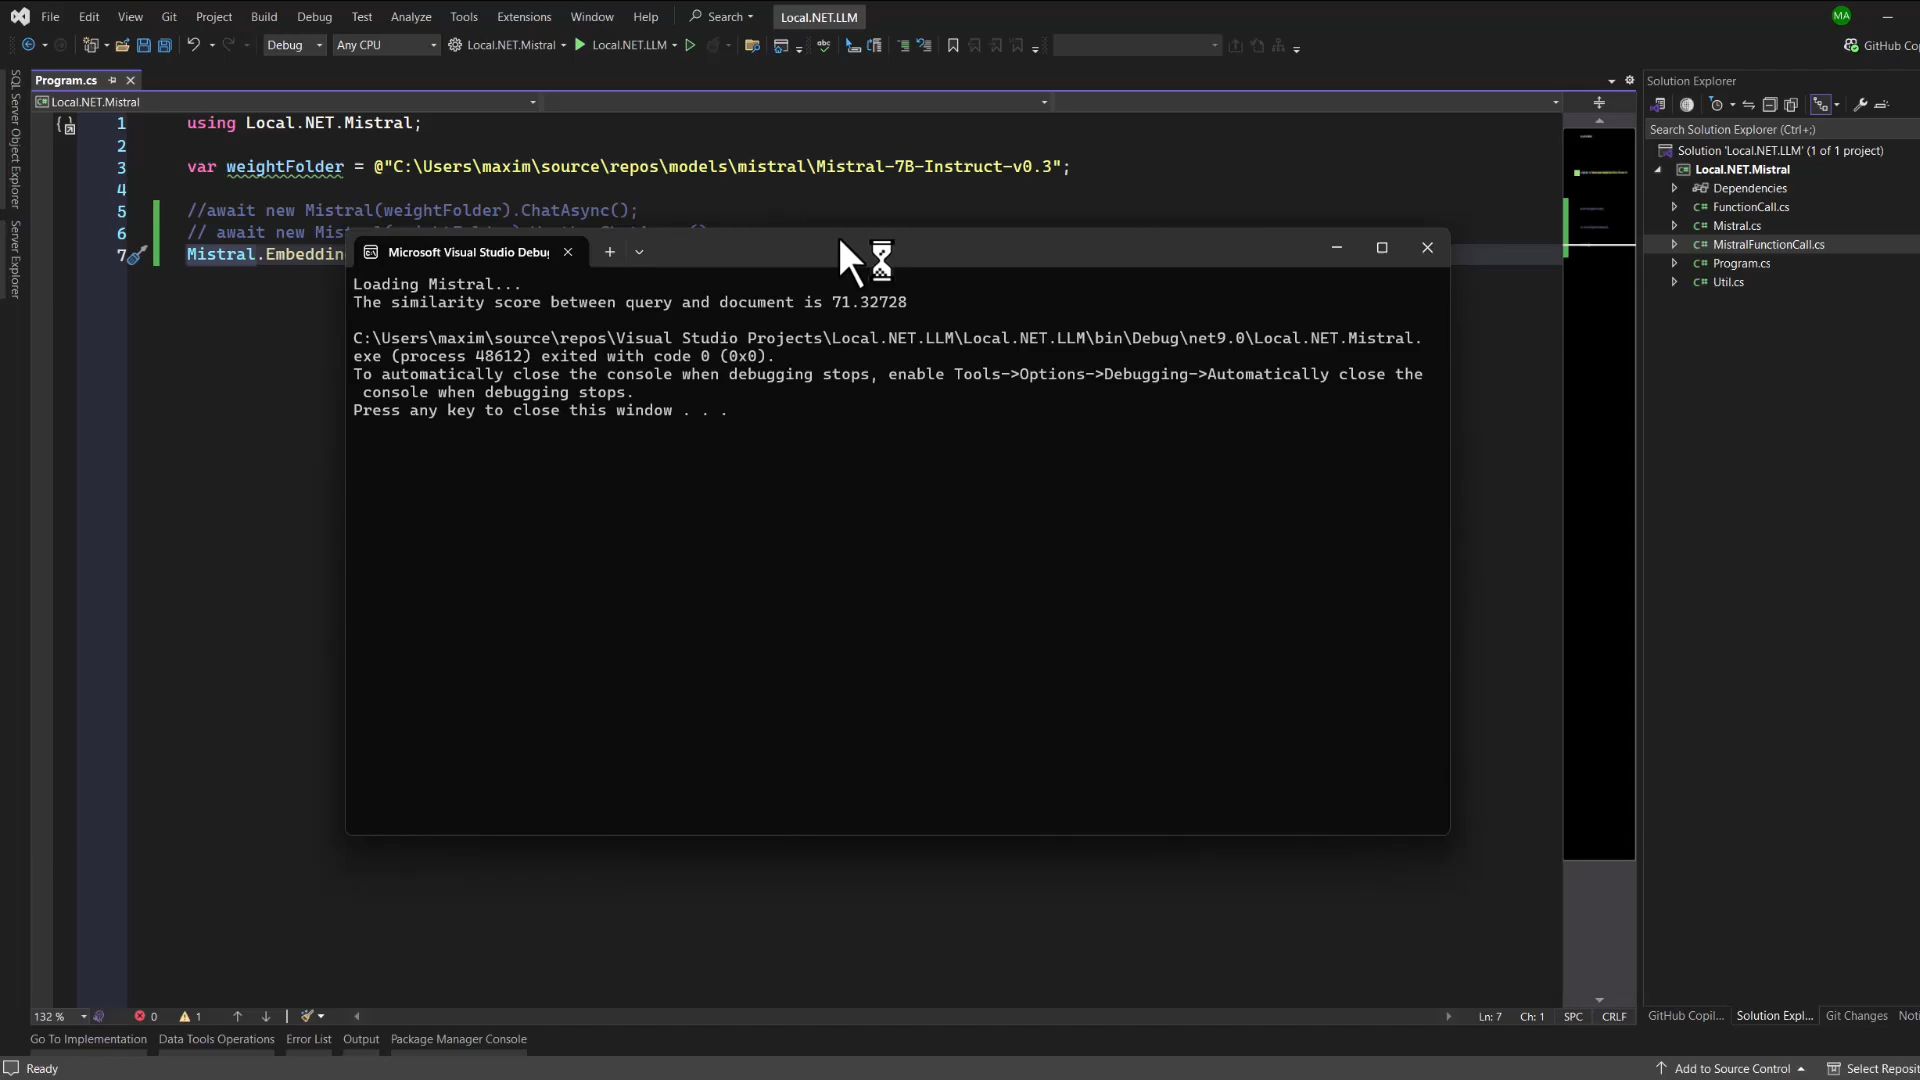 File Edit View Git Project Build Debug Test Analyze Tools Extensions Window Help Search Local.NET.LLM MA
Debug Any CPU Local.NET.Mistral Local.NET.LLM GitHub Cop
Program.cs
Local.NET.Mistral
SQL Server Object Explorer
Server Explorer
1 using Local.NET.Mistral;
2
3 var weightFolder = @"C:\Users\maxim\source\repos\models\mistral\Mistral-7B-Instruct-v0.3";
4
5 //await new Mistral(weightFolder).ChatAsync();
6 // await new Mist
7 Mistral.Embeddin
Microsoft Visual Studio Debug
Loading Mistral...
The similarity score between query and document is 71.32728
C:\Users\maxim\source\repos\Visual Studio Projects\Local.NET.LLM\Local.NET.LLM\bin\Debug\net9.0\Local.NET.Mistral.
exe (process 48612) exited with code 0 (0x0).
To automatically close the console when debugging stops, enable Tools->Options->Debugging->Automatically close the
console when debugging stops.
Press any key to close this window . . .
Solution Explorer
Search Solution Explorer (Ctrl+;)
Solution 'Local.NET.LLM' (1 of 1 project)
Local.NET.Mistral
Dependencies
C# FunctionCall.cs
C# Mistral.cs
C# MistralFunctionCall.cs
C# Program.cs
C# Util.cs
132 % 0 1 Ln: 7 Ch: 1 SPC CRLF
GitHub Copil... Solution Expl... Git Changes Noti
Go To Implementation Data Tools Operations Error List Output Package Manager Console
Ready Add to Source Control Select Reposit